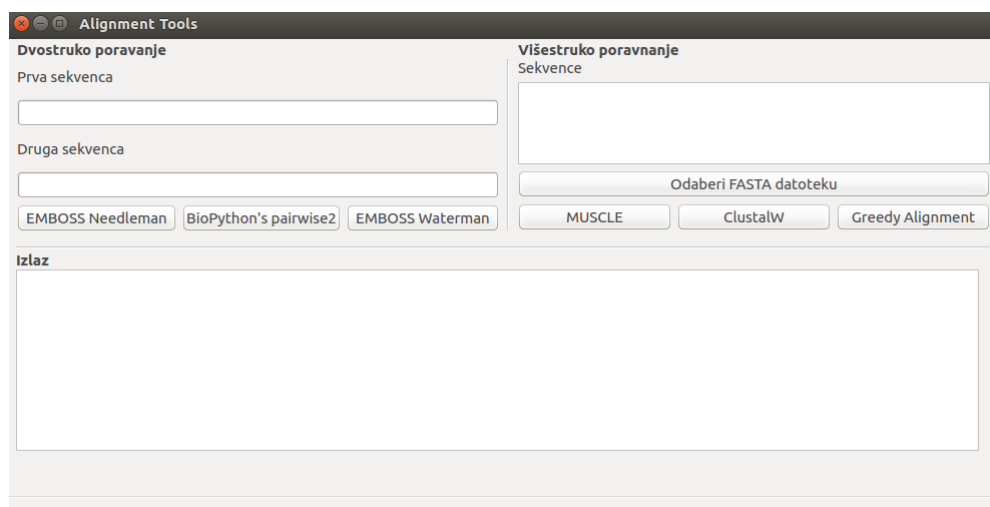 Alignment Tools
Dvostruko poravanje
Prva sekvenca
Druga sekvenca
EMBOSS Needleman
BioPython's pairwise2
EMBOSS Waterman
Višestruko poravnanje
Sekvence
Odaberi FASTA datoteku
MUSCLE
ClustalW
Greedy Alignment
Izlaz